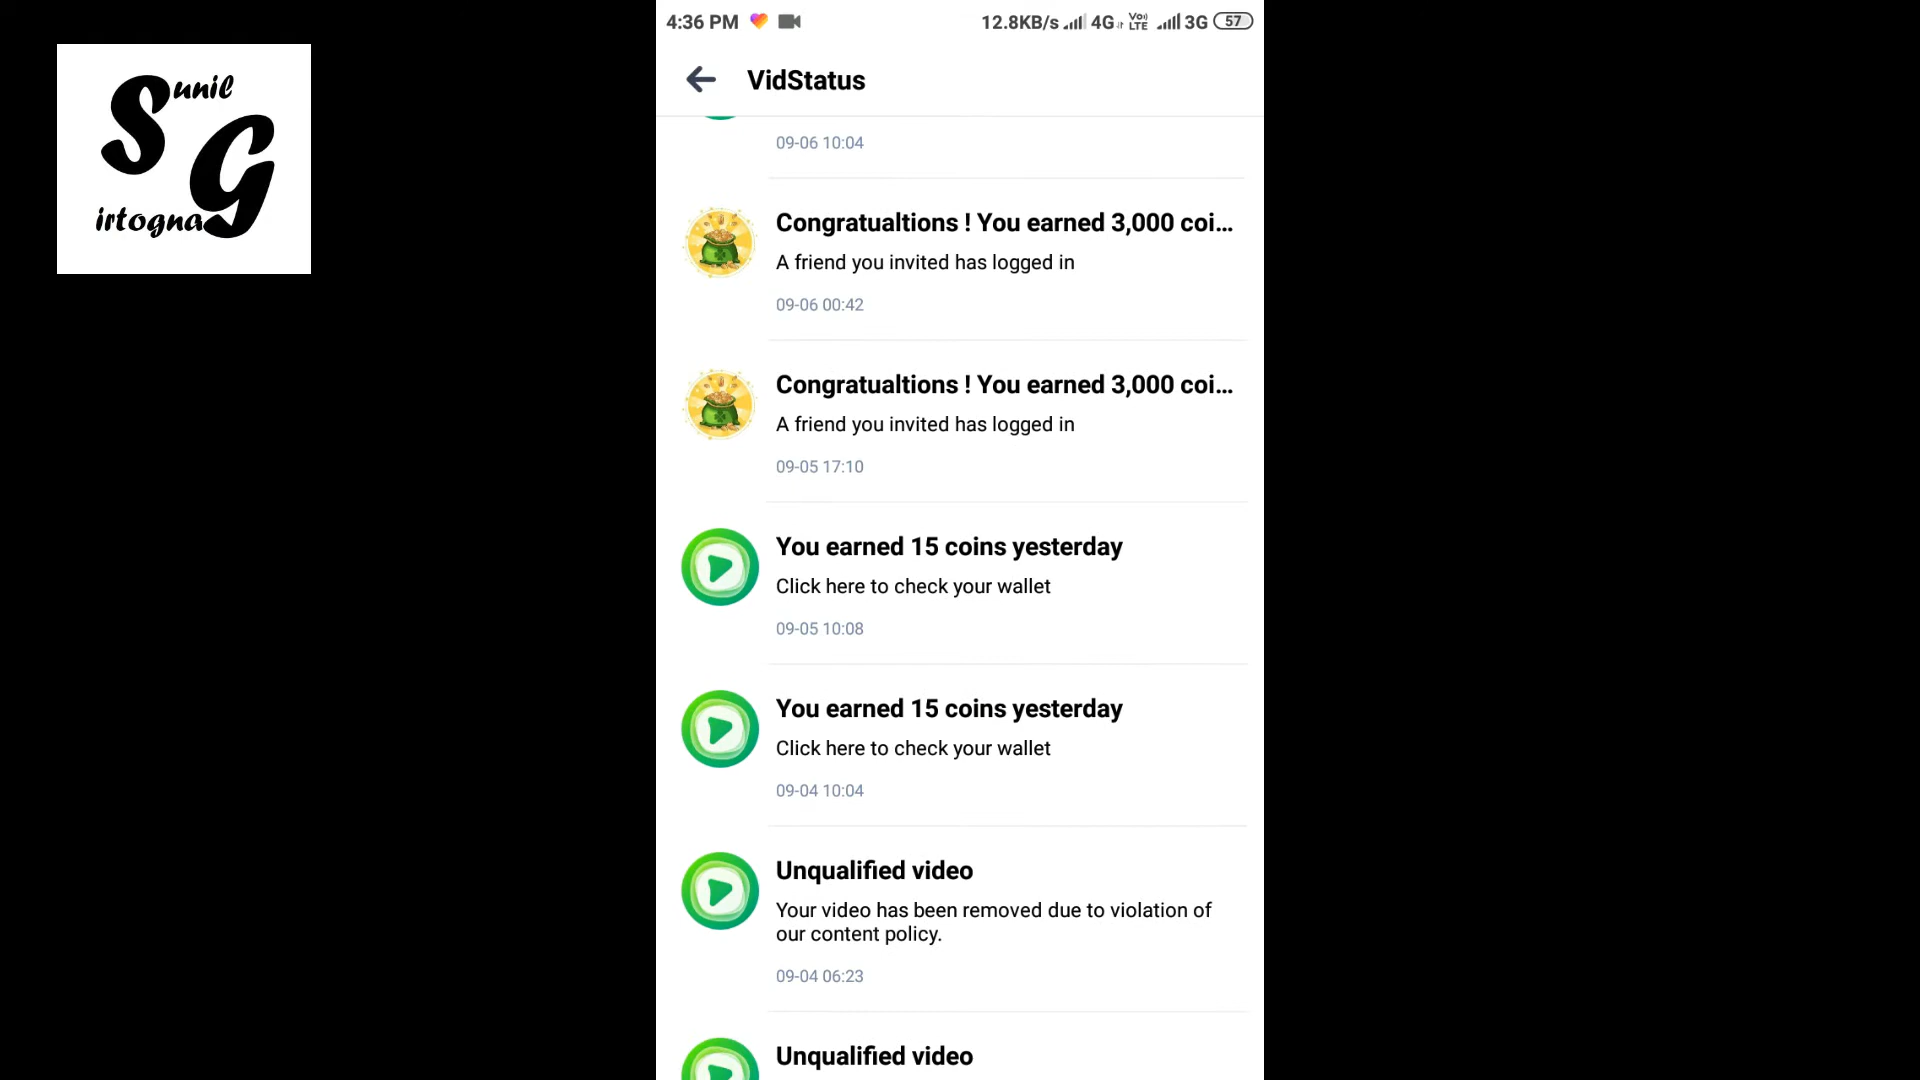 Sunil
Girtogna
4:36 PM 12.8KB/s 4G Vo) LTE 3G 57
VidStatus
09-06 10:04
Congratualtions ! You earned 3,000 coi...
A friend you invited has logged in
09-06 00:42
Congratualtions ! You earned 3,000 coi...
A friend you invited has logged in
09-05 17:10
You earned 15 coins yesterday
Click here to check your wallet
09-05 10:08
You earned 15 coins yesterday
Click here to check your wallet
09-04 10:04
Unqualified video
Your video has been removed due to violation of
our content policy.
09-04 06:23
Unqualified video